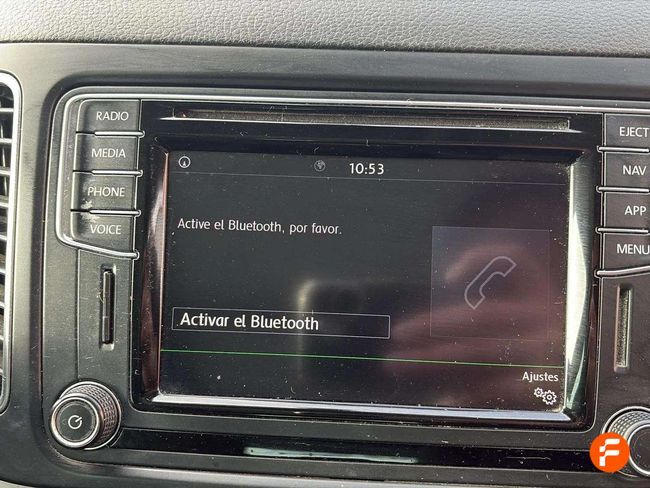 RADIO
MEDIA
PHONE
VOICE
10:53
Active el Bluetooth, por favor.
Activar el Bluetooth
Ajustes
EJECT
NAV
APP
MENU